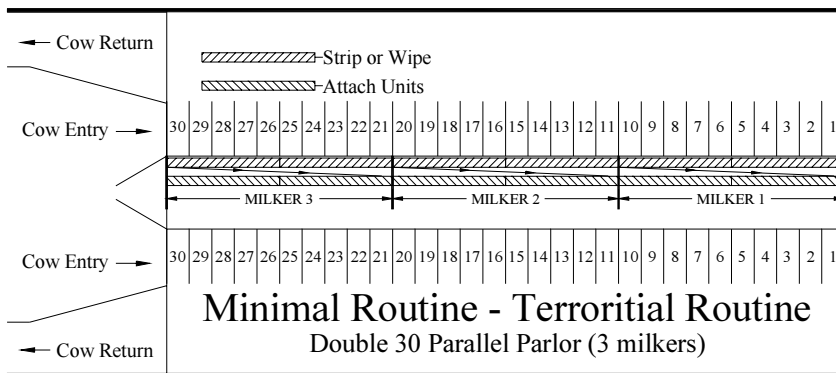 Cow Return
Strip or Wipe
Attach Units
Cow Entry
30 29 28 27 26 25 24 23 22 21 20 19 18 17 16 15 14 13 12 11 10 9 8 7 6 5 4 3 2 1
MILKER 3 MILKER 2 MILKER 1
Cow Entry
30 29 28 27 26 25 24 23 22 21 20 19 18 17 16 15 14 13 12 11 10 9 8 7 6 5 4 3 2 1
Minimal Routine - Terroritial Routine
Double 30 Parallel Parlor (3 milkers)
Cow Return